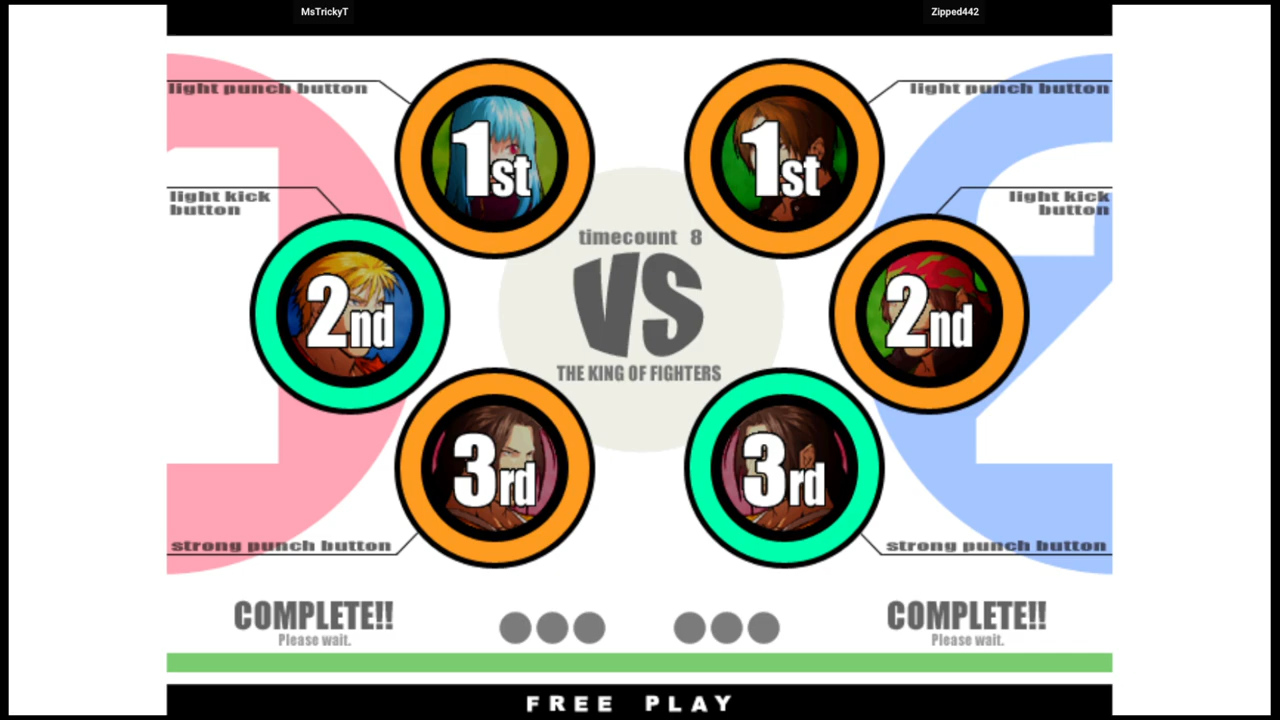 MsTrickyT
Zipped442
light punch button
1st
1st
light punch button
light kick
button
light kick
button
timecount 8
VS
THE KING OF FIGHTERS
2nd
2nd
3rd
3rd
strong punch button
strong punch button
COMPLETE!!
Please wait.
COMPLETE!!
Please wait.
FREE PLAY